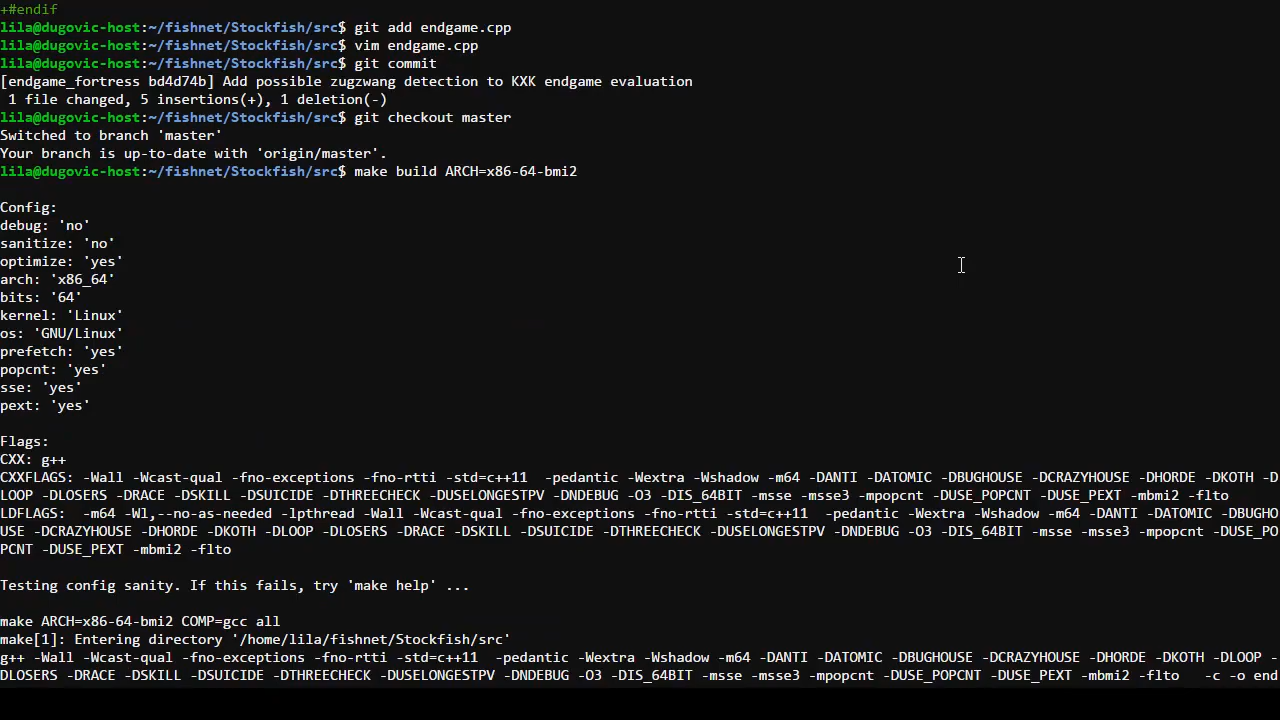 +#endif
lila@dugovic-host:~/fishnet/Stockfish/src$ git add endgame.cpp
lila@dugovic-host:~/fishnet/Stockfish/src$ vim endgame.cpp
lila@dugovic-host:~/fishnet/Stockfish/src$ git commit
[endgame_fortress bd4d74b] Add possible zugzwang detection to KXK endgame evaluation
 1 file changed, 5 insertions(+), 1 deletion(-)
lila@dugovic-host:~/fishnet/Stockfish/src$ git checkout master
Switched to branch 'master'
Your branch is up-to-date with 'origin/master'.
lila@dugovic-host:~/fishnet/Stockfish/src$ make build ARCH=x86-64-bmi2
Config:
debug: 'no'
sanitize: 'no'
optimize: 'yes'
arch: 'x86_64'
bits: '64'
kernel: 'Linux'
os: 'GNU/Linux'
prefetch: 'yes'
popcnt: 'yes'
sse: 'yes'
pext: 'yes'
Flags:
CXX: g++
CXXFLAGS: -Wall -Wcast-qual -fno-exceptions -fno-rtti -std=c++11  -pedantic -Wextra -Wshadow -m64 -DANTI -DATOMIC -DBUGHOUSE -DCRAZYHOUSE -DHORDE -DKOTH -D
LOOP -DLOSERS -DRACE -DSKILL -DSUICIDE -DTHREECHECK -DUSELONGESTPV -DNDEBUG -O3 -DIS_64BIT -msse -msse3 -mpopcnt -DUSE_POPCNT -DUSE_PEXT -mbmi2 -flto
LDFLAGS:  -m64 -Wl,--no-as-needed -lpthread -Wall -Wcast-qual -fno-exceptions -fno-rtti -std=c++11  -pedantic -Wextra -Wshadow -m64 -DANTI -DATOMIC -DBUGHO
USE -DCRAZYHOUSE -DHORDE -DKOTH -DLOOP -DLOSERS -DRACE -DSKILL -DSUICIDE -DTHREECHECK -DUSELONGESTPV -DNDEBUG -O3 -DIS_64BIT -msse -msse3 -mpopcnt -DUSE_PO
PCNT -DUSE_PEXT -mbmi2 -flto
Testing config sanity. If this fails, try 'make help' ...
make ARCH=x86-64-bmi2 COMP=gcc all
make[1]: Entering directory '/home/lila/fishnet/Stockfish/src'
g++ -Wall -Wcast-qual -fno-exceptions -fno-rtti -std=c++11  -pedantic -Wextra -Wshadow -m64 -DANTI -DATOMIC -DBUGHOUSE -DCRAZYHOUSE -DHORDE -DKOTH -DLOOP -
DLOSERS -DRACE -DSKILL -DSUICIDE -DTHREECHECK -DUSELONGESTPV -DNDEBUG -O3 -DIS_64BIT -msse -msse3 -mpopcnt -DUSE_POPCNT -DUSE_PEXT -mbmi2 -flto   -c -o end